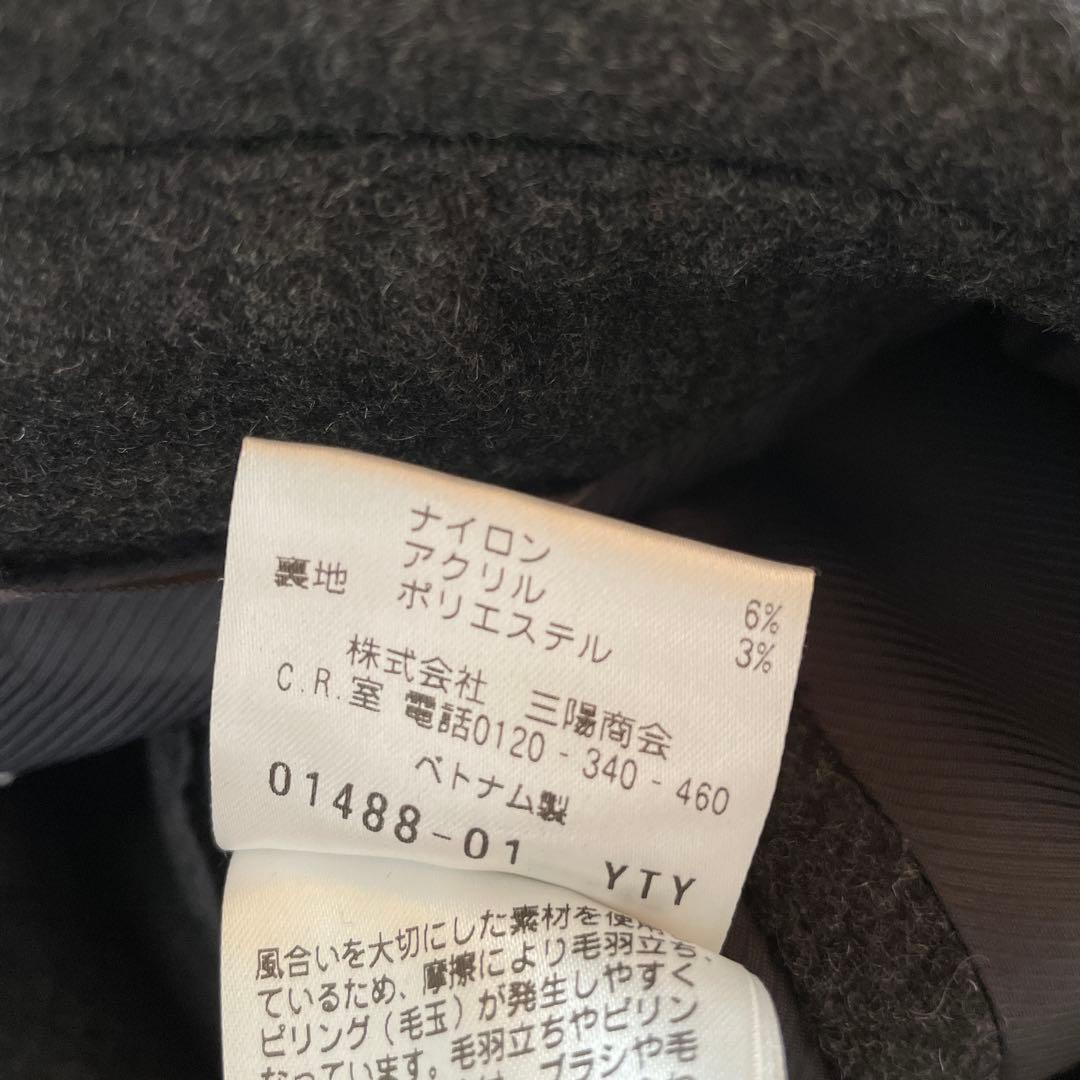 ナイロン 6%
アクリル 3%
裏地 ポリエステル
株式会社 三陽商会
C.R.室 電話0120-340-460
ベトナム製
01488-01 YTY
風合いを大切にした素材を使
ているため、摩擦により毛羽立ち、
ピリング(毛玉)が発生しやすく
なっています。毛羽立ちやピリン
ブラシや毛